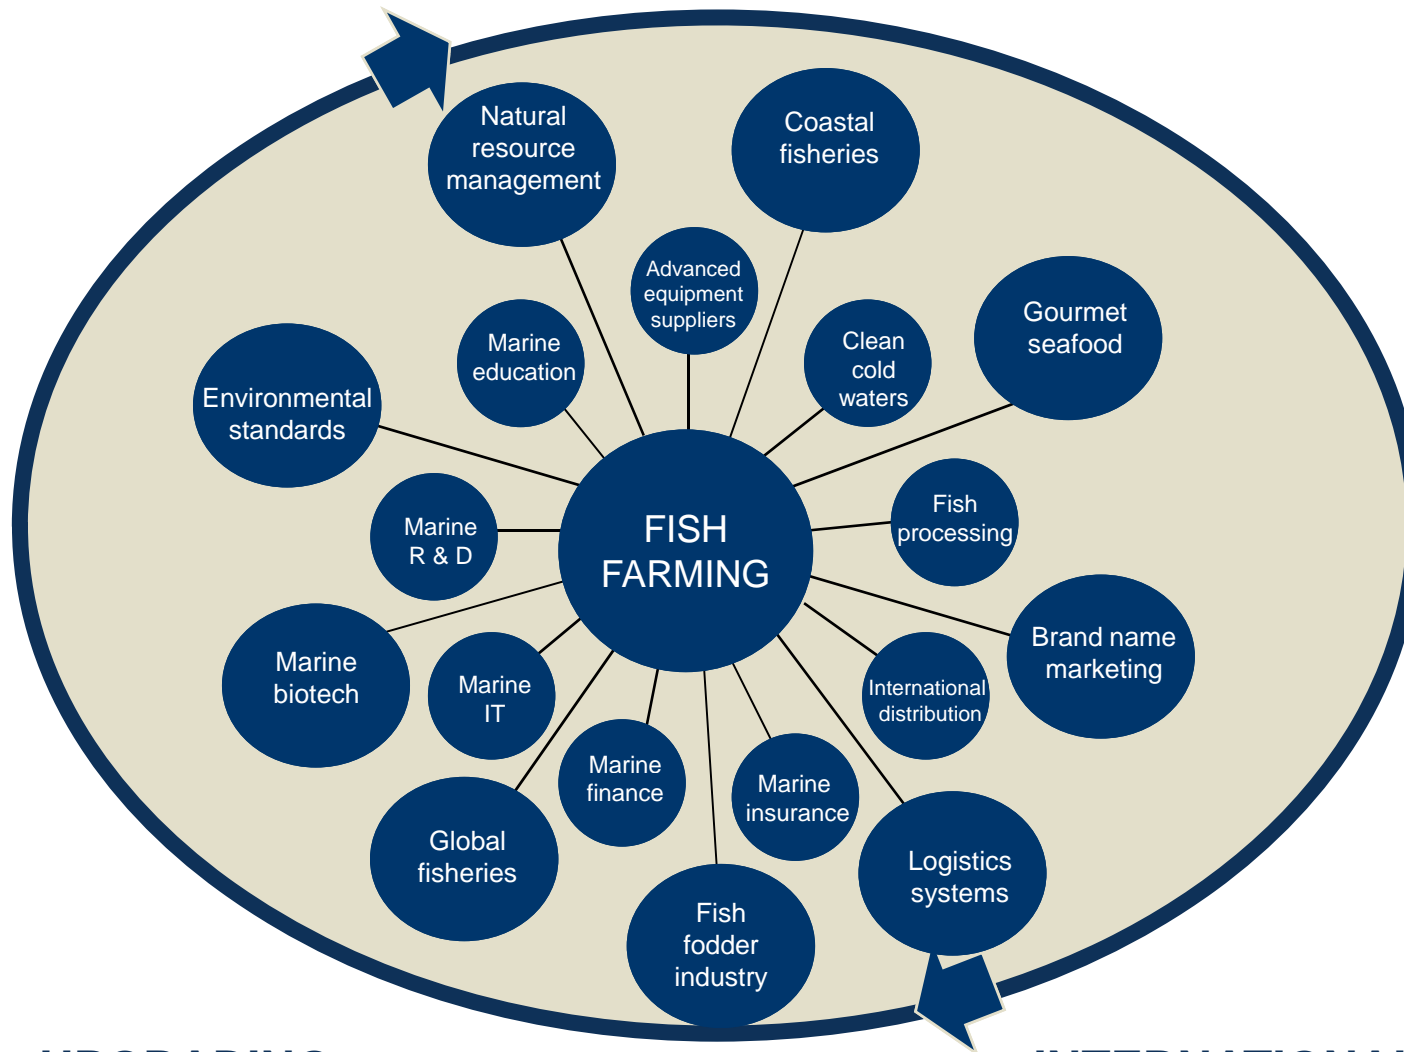 Natural
resource
management
Coastal
fisheries
Advanced
equipment
suppliers
Gourmet
seafood
Marine
education
Clean
cold
waters
Environmental
standards
Fish
processing
Marine
R & D
FISH
FARMING
Brand name
marketing
Marine
biotech
Marine
IT
International
distribution
Marine
finance
Marine
insurance
Global
fisheries
Logistics
systems
Fish
fodder
industry
UPGRADING